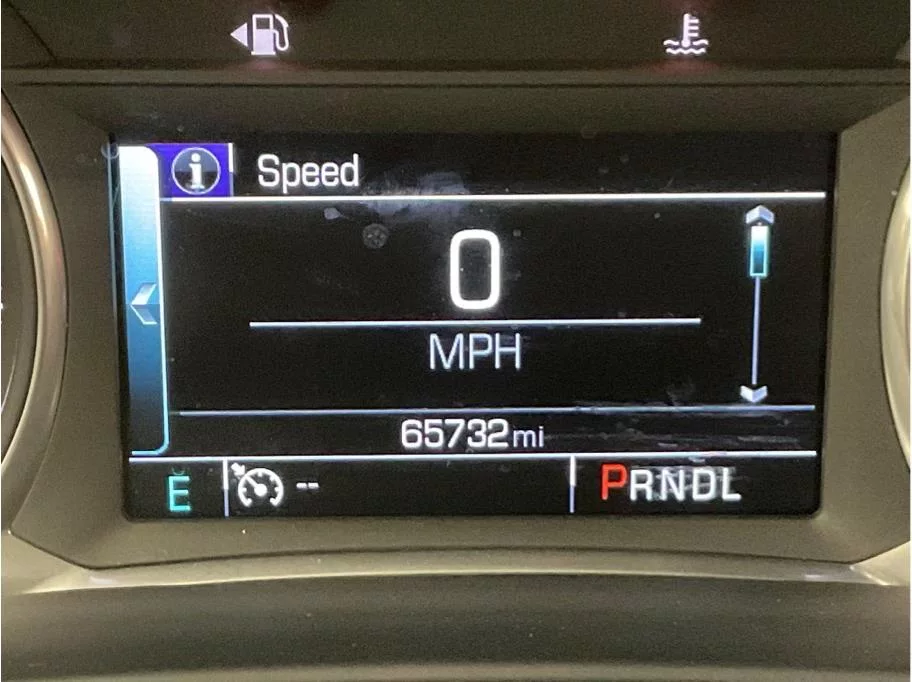 i Speed
0
MPH
65732 mi
E -- PRNDL